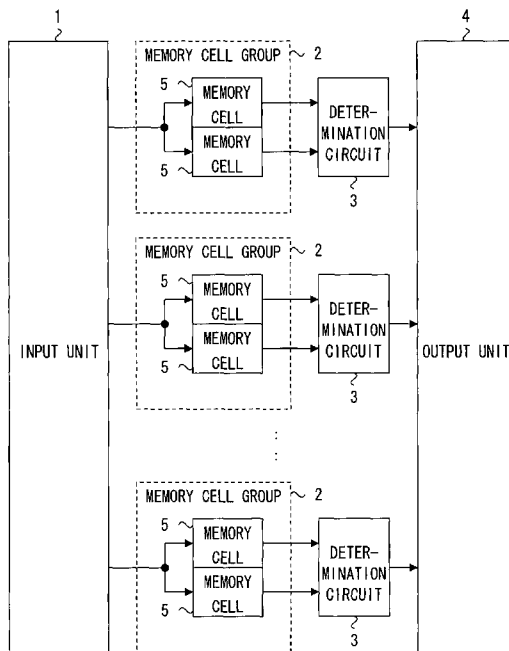 1
4
MEMORY CELL GROUP 2
5
MEMORY
CELL
MEMORY
CELL
5
DETER-
MINATION
CIRCUIT
3
MEMORY CELL GROUP 2
5
MEMORY
CELL
MEMORY
CELL
5
DETER-
MINATION
CIRCUIT
3
INPUT UNIT
OUTPUT UNIT
MEMORY CELL GROUP 2
5
MEMORY
CELL
MEMORY
CELL
5
DETER-
MINATION
CIRCUIT
3